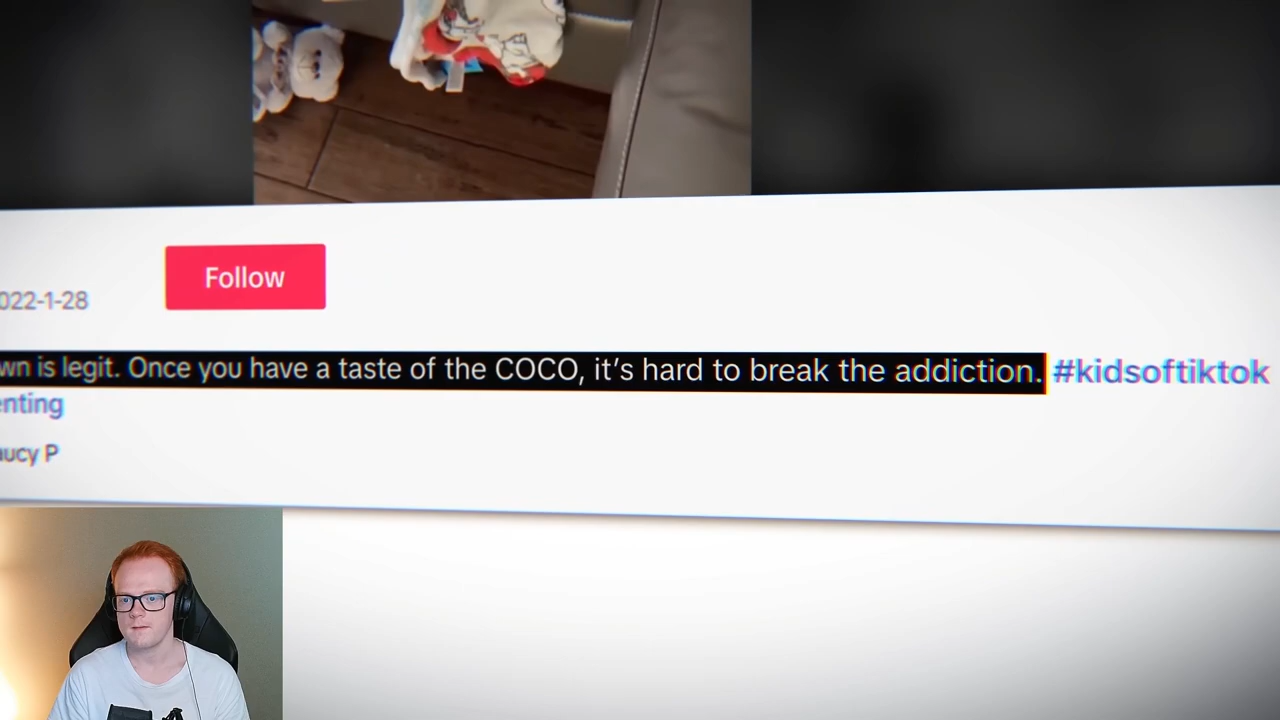 Follow
022-1-28
wn is legit. Once you have a taste of the COCO, it's hard to break the addiction. #kidsoftiktok
enting
aucy P